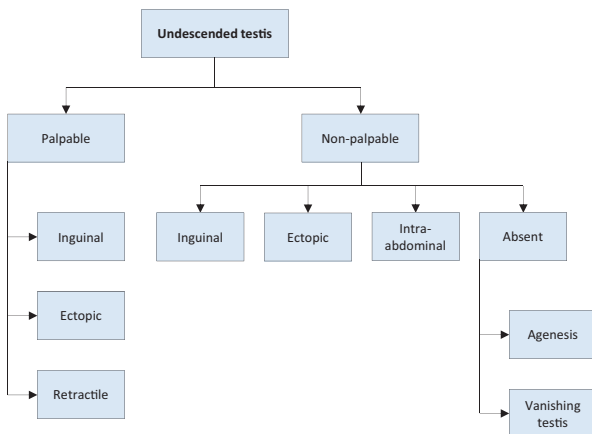 Undescended testis
Palpable
Non-palpable
Inguinal
Ectopic
Retractile
Inguinal
Ectopic
Intra-
abdominal
Absent
Agenesis
Vanishing
testis